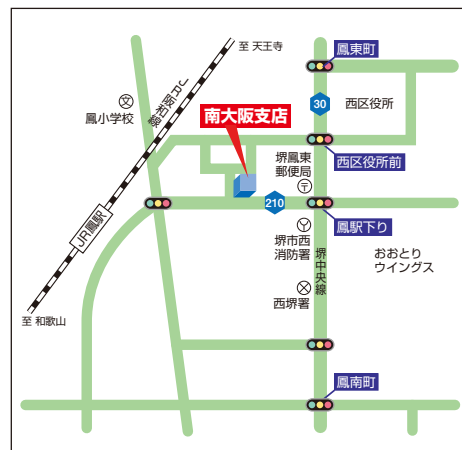 至 天王寺
鳳東町
JR阪和線
文
鳳小学校
30
西区役所
南大阪支店
堺鳳東
郵便局
西区役所前
210
鳳駅下り
JR鳳駅
堺市西
消防署
堺中央線
おおとり
ウイングス
西堺署
至 和歌山
鳳南町